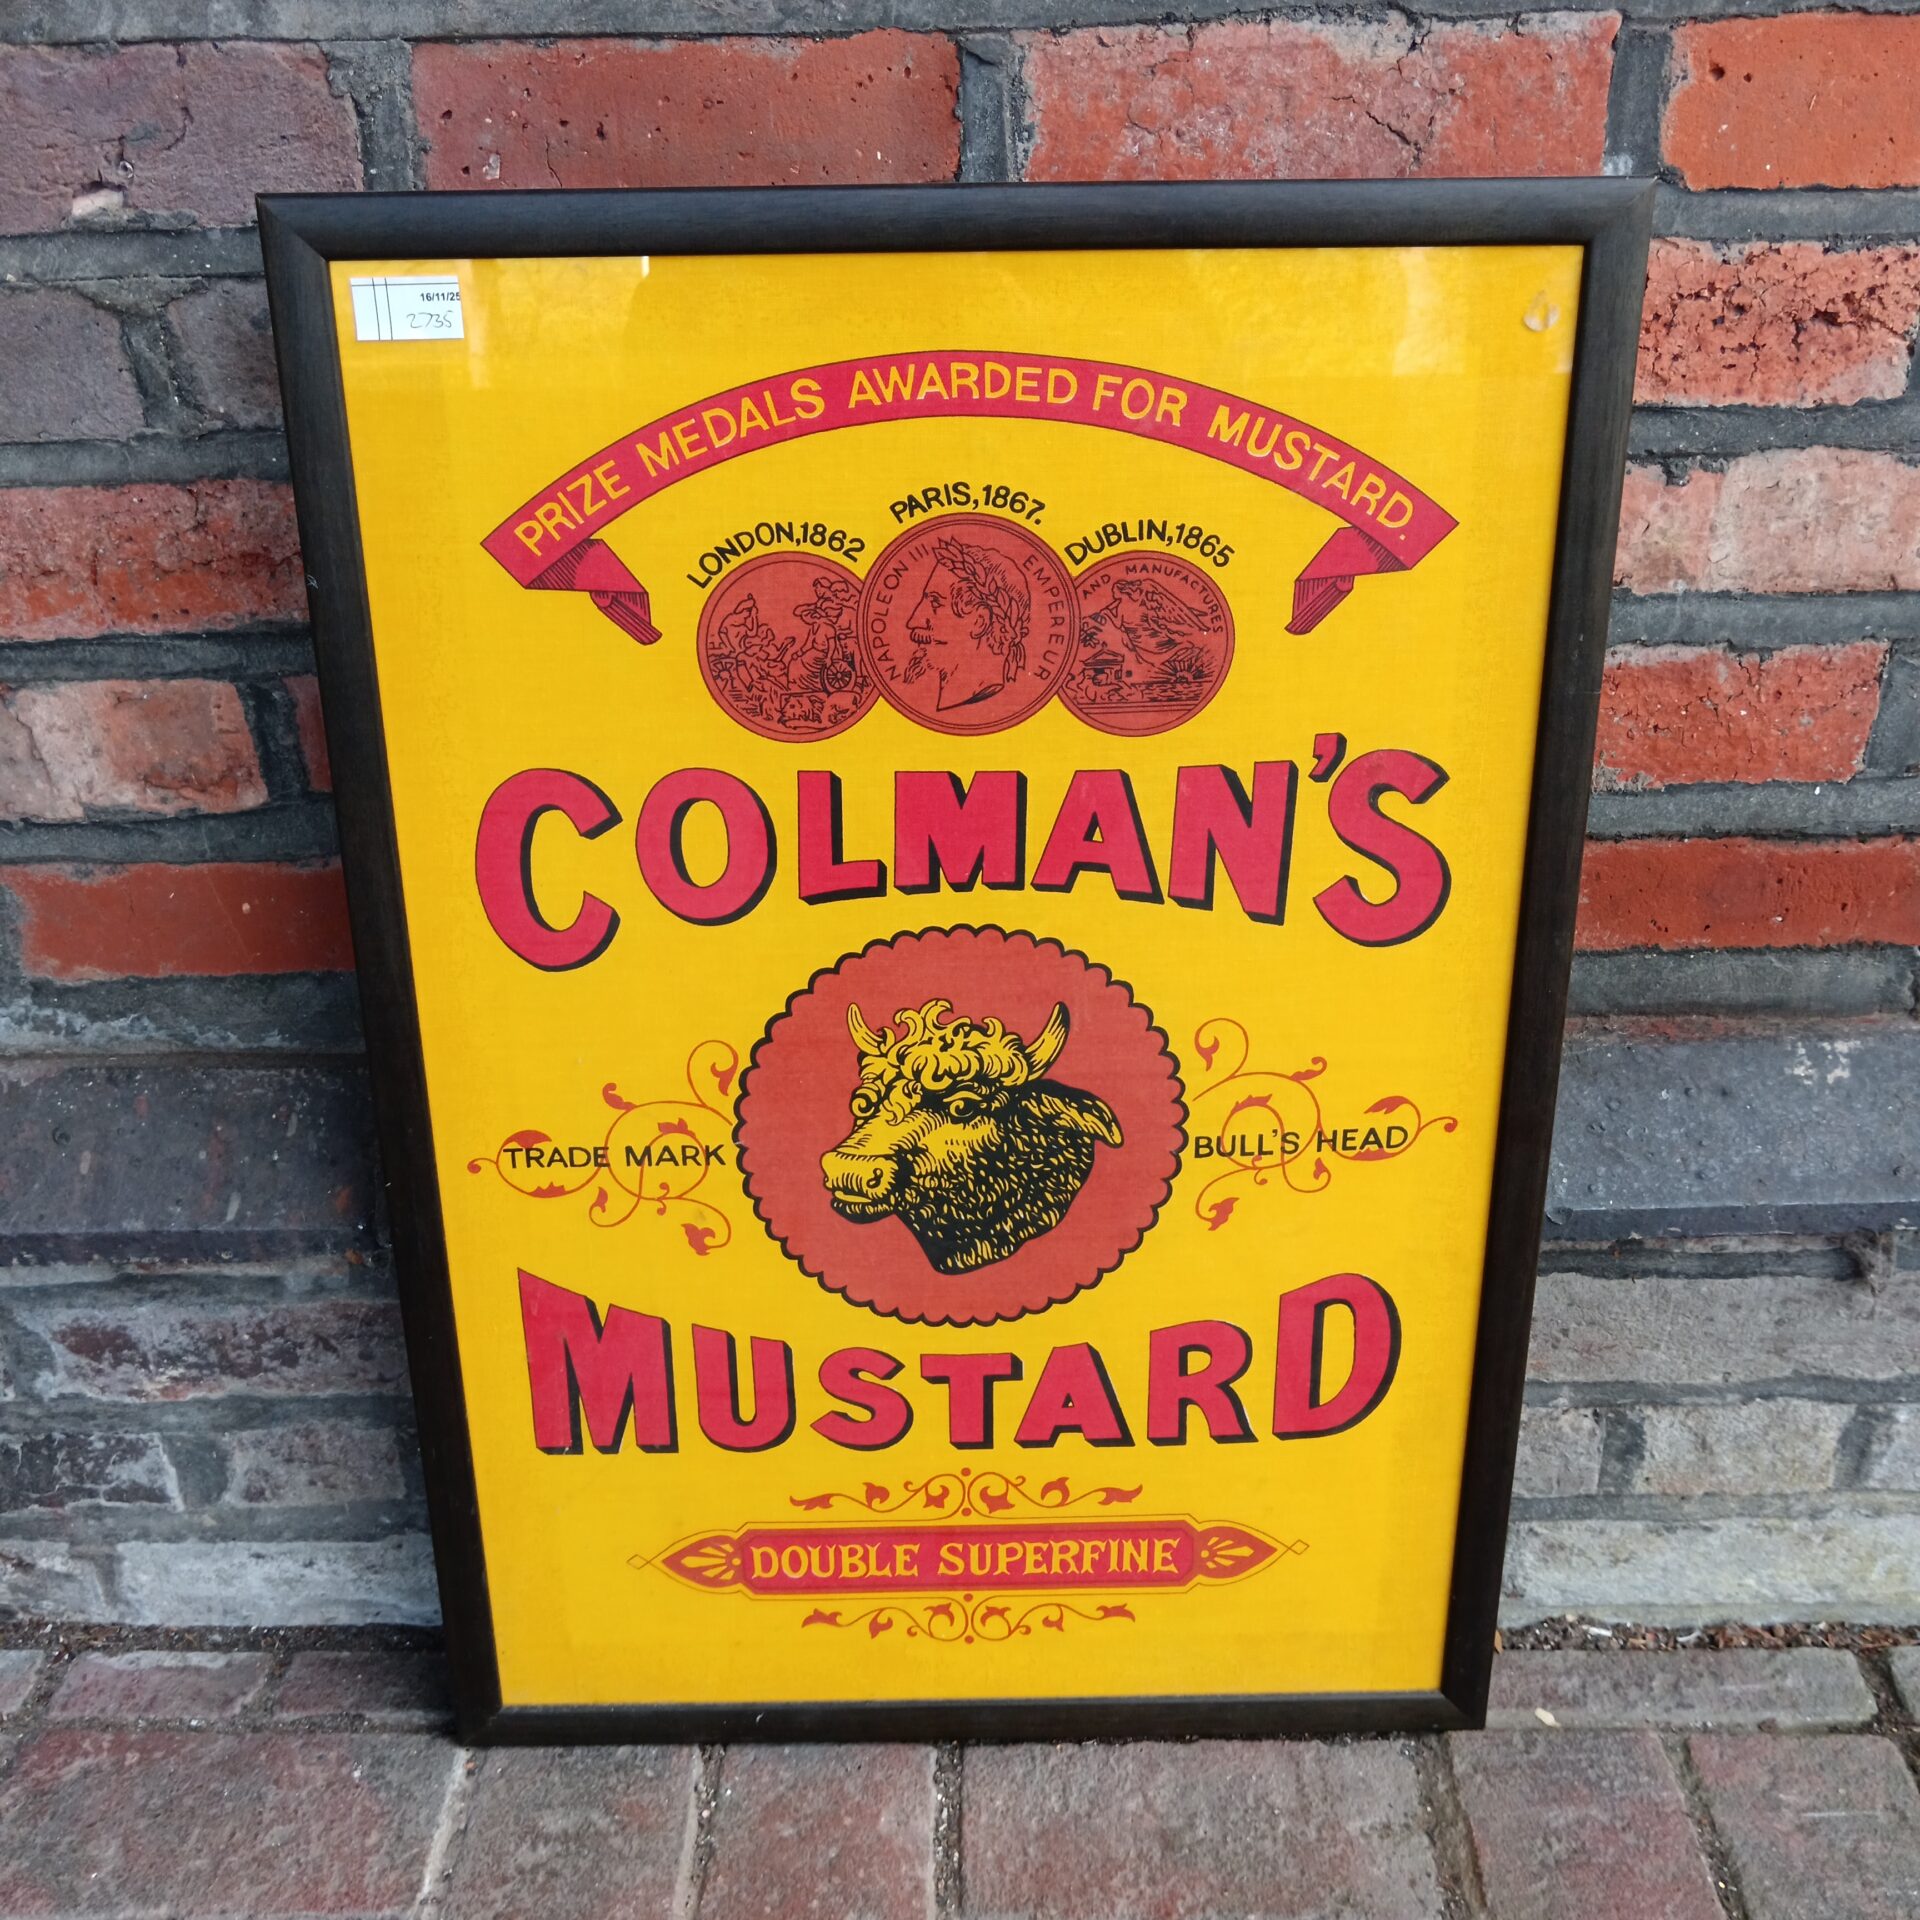 16/11/25
2735
PRIZE MEDALS AWARDED FOR MUSTARD.
LONDON,1862
PARIS,1867.
DUBLIN,1865
NAPOLEON III EMPEREUR
AND MANUFACTURES
COLMAN'S
TRADE MARK
BULL'S HEAD
MUSTARD
DOUBLE SUPERFINE